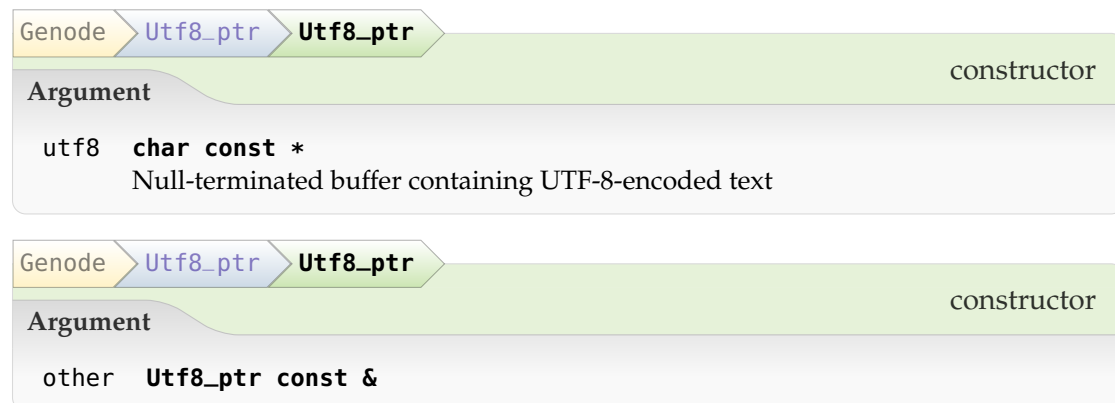 Genode Utf8_ptr Utf8_ptr
constructor
Argument
utf8 char const *
Null-terminated buffer containing UTF-8-encoded text
Genode Utf8_ptr Utf8_ptr
constructor
Argument
other Utf8_ptr const &